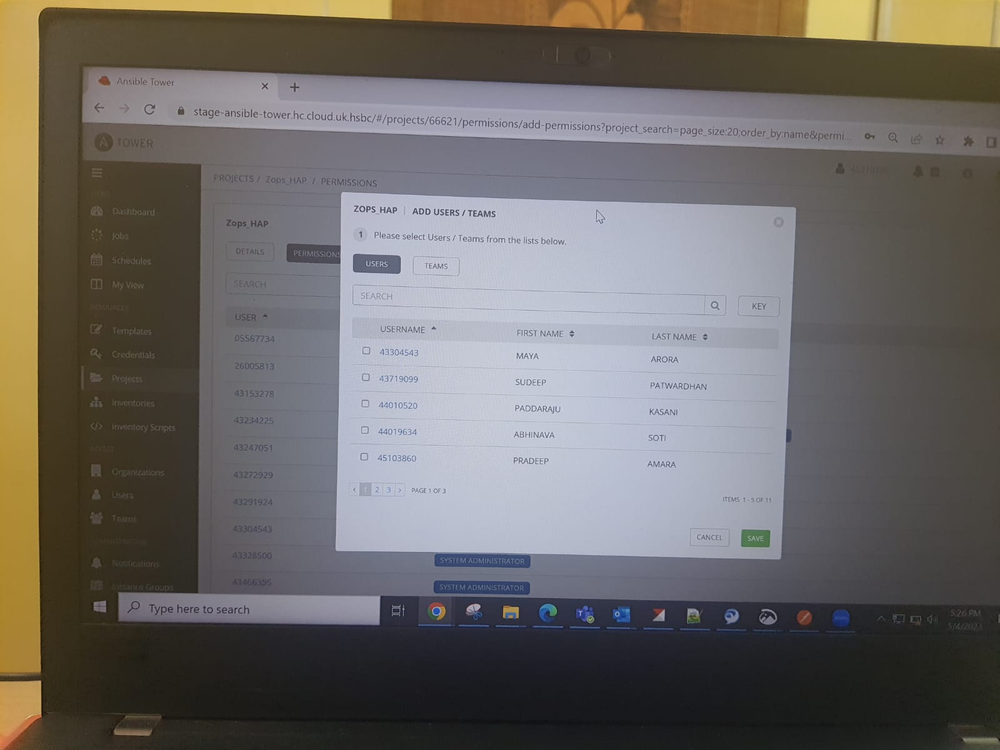 Ansible Tower
stage-ansible-tower.hc.cloud.uk.hsbc/#/projects/66621/permissions/add-permissions?project_search=page_size:20;order_by:name&permi...
A TOWER
PROJECTS / Zops_HAP / PERMISSIONS
VIEWS
Dashboard
Jobs
Schedules
My View
RESOURCES
Templates
Credentials
Projects
Inventories
Inventory Scripts
ACCESS
Organizations
Users
Teams
ADMINISTRATION
Notifications
Instance Groups
Zops_HAP
DETAILS
PERMISSIONS
SEARCH
USER
05567734
26005813
43153278
43234225
43247051
43272929
43291924
43304543
43328500
43466395
SYSTEM ADMINISTRATOR
SYSTEM ADMINISTRATOR
ZOPS_HAP | ADD USERS / TEAMS
1 Please select Users / Teams from the lists below.
USERS TEAMS
SEARCH KEY
USERNAME FIRST NAME LAST NAME
43304543 MAYA ARORA
43719099 SUDEEP PATWARDHAN
44010520 PADDARAJU KASANI
44019634 ABHINAVA SOTI
45103860 PRADEEP AMARA
< 1 2 3 > PAGE 1 OF 3
ITEMS 1 - 5 OF 11
CANCEL SAVE
Type here to search
5:26 PM
5/4/2023